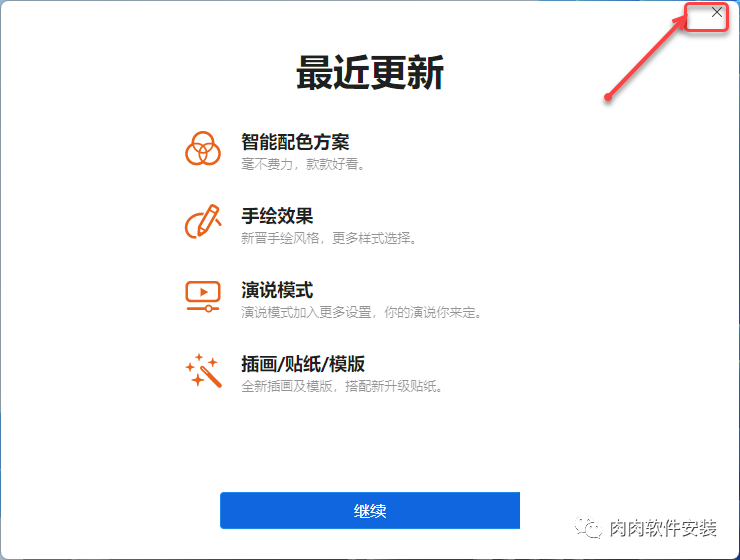 最近更新
智能配色方案
毫不费力，款款好看。
手绘效果
新晋手绘风格，更多样式选择。
演说模式
演说模式加入更多设置，你的演说你来定。
插画/贴纸/模版
全新插画及模版，搭配新升级贴纸。
继续
肉肉软件安装